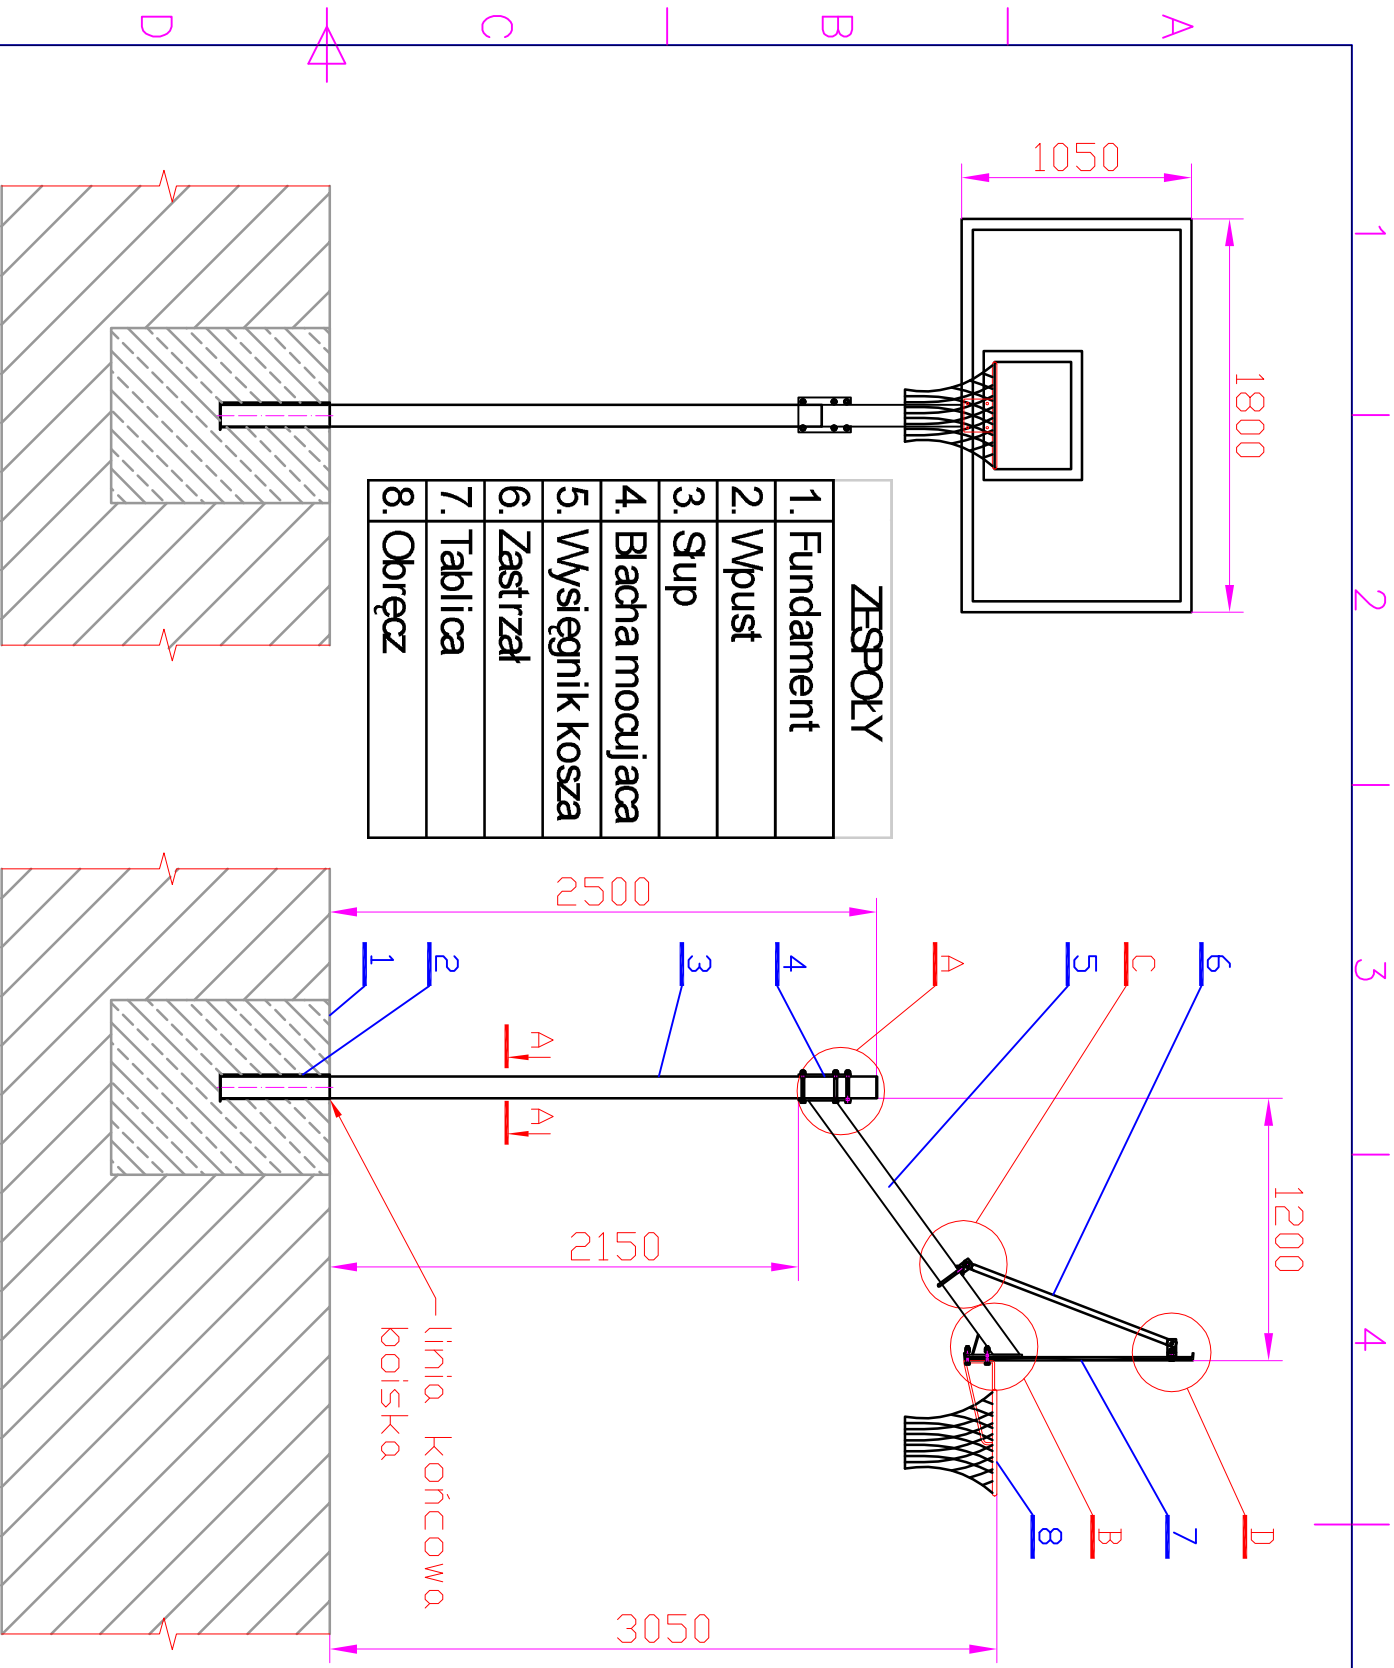 1
2
3
4
A
B
C
D
1050
1800
ZESPOŁY
1. Fundament
2. Wpust
3. Słup
4. Blacha mocujaca
5. Wysięgnik kosza
6. Zastrzał
7. Tablica
8. Obręcz
2500
2150
1200
3050
1
2
3
4
A
5
C
6
A
A
8
B
7
D
linia końcowa
boiska